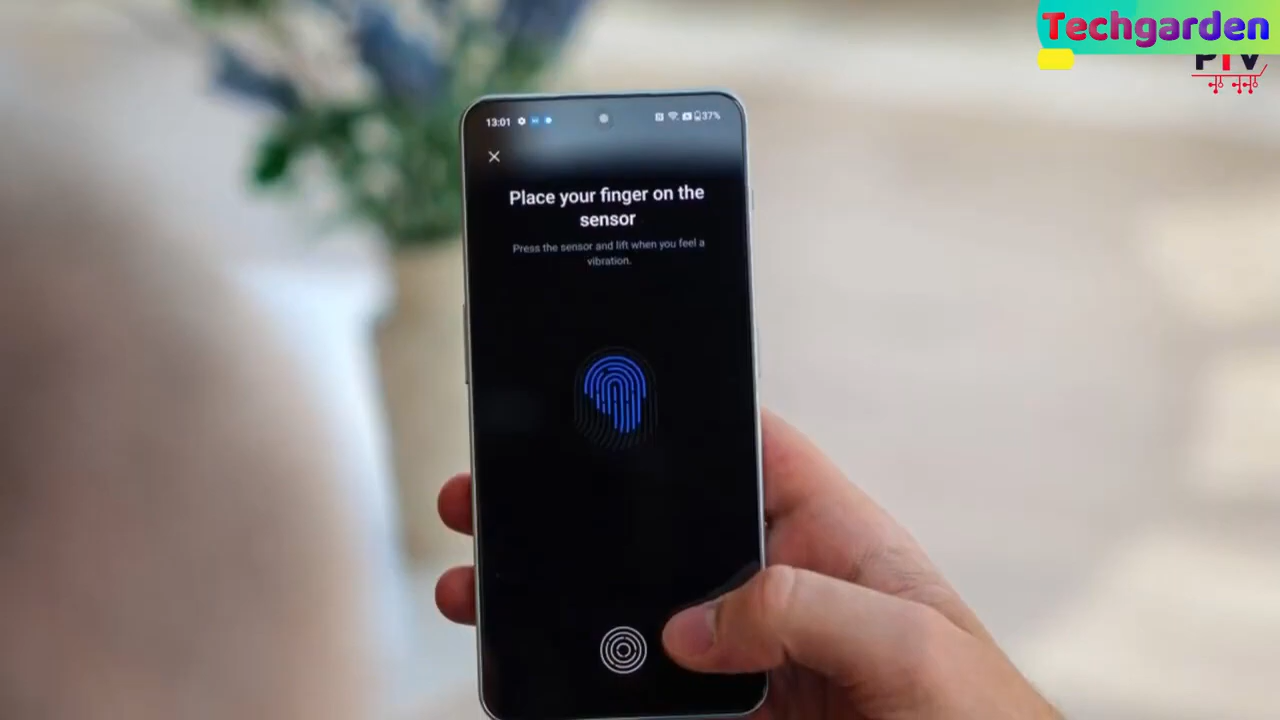 Techgarden
PTV
13:01
37%
Place your finger on the
sensor
Press the sensor and lift when you feel a
vibration.